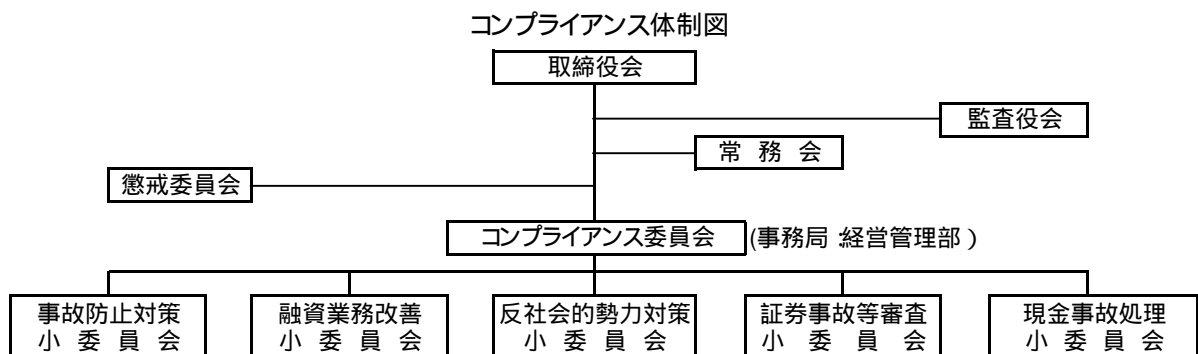 コンプライアンス体制図
取締役会
監査役会
常務会
懲戒委員会
コンプライアンス委員会 (事務局:経営管理部)
事故防止対策
小委員会
融資業務改善
小委員会
反社会的勢力対策
小委員会
証券事故等審査
小委員会
現金事故処理
小委員会